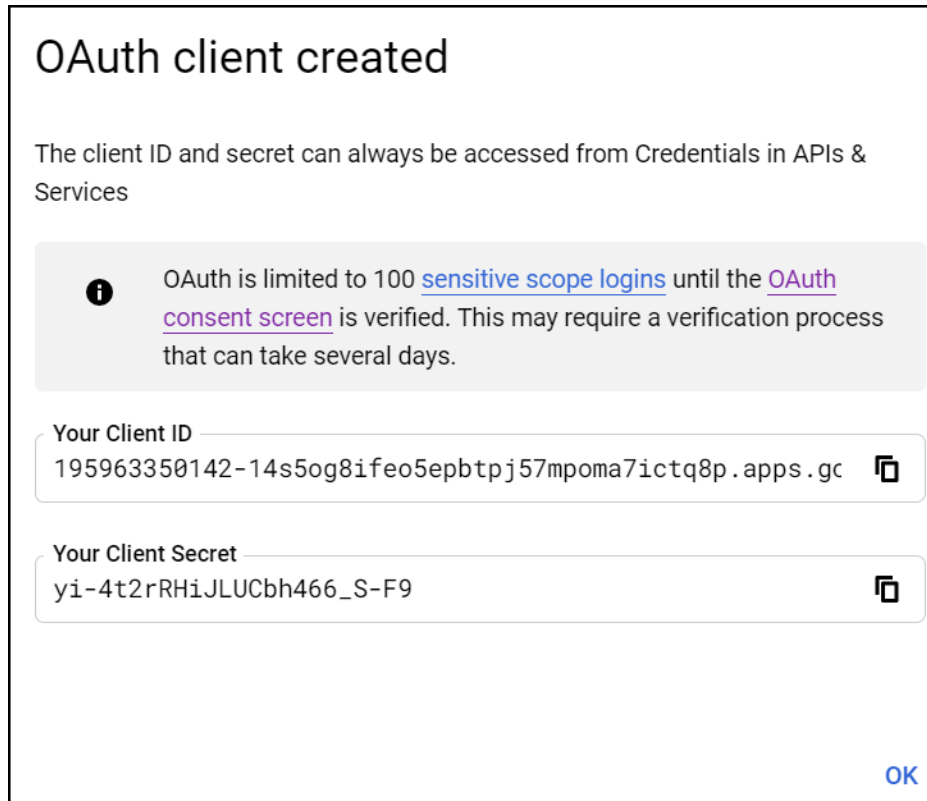 OAuth client created
The client ID and secret can always be accessed from Credentials in APIs &
Services
OAuth is limited to 100 sensitive scope logins until the OAuth
consent screen is verified. This may require a verification process
that can take several days.
Your Client ID
195963350142-14s5og8ifeo5epbtpj57mpoma7ictq8p.apps.gc
Your Client Secret
yi-4t2rRHiJLUCbh466_S-F9
OK